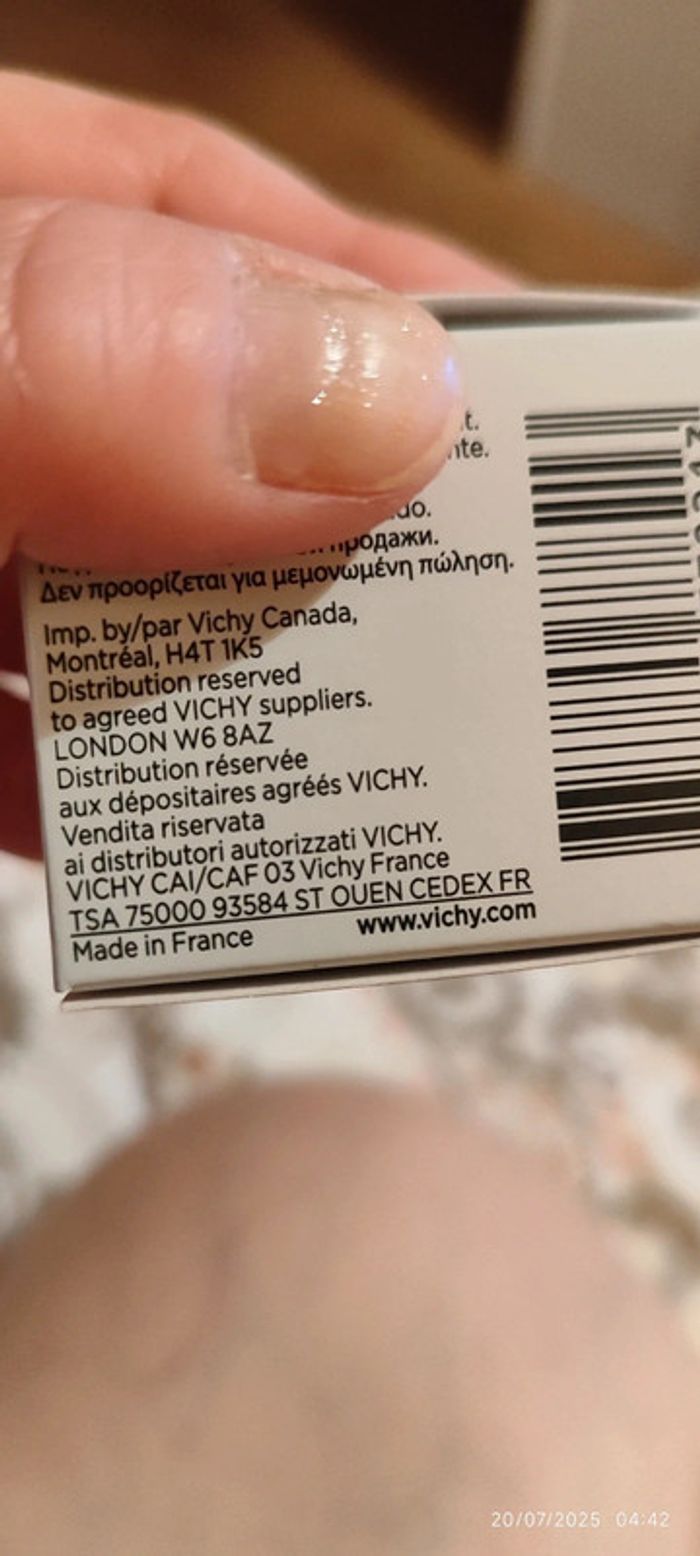 продажи.
Δεν προορίζεται για μεμονωμένη πώληση.
Imp. by/par Vichy Canada,
Montréal, H4T 1K5
Distribution reserved
to agreed VICHY suppliers.
LONDON W6 8AZ
Distribution réservée
aux dépositaires agréés VICHY.
Vendita riservata
ai distributori autorizzati VICHY.
VICHY CAI/CAF 03 Vichy France
TSA 75000 93584 ST OUEN CEDEX FR
Made in France www.vichy.com
20/07/2025 04:42